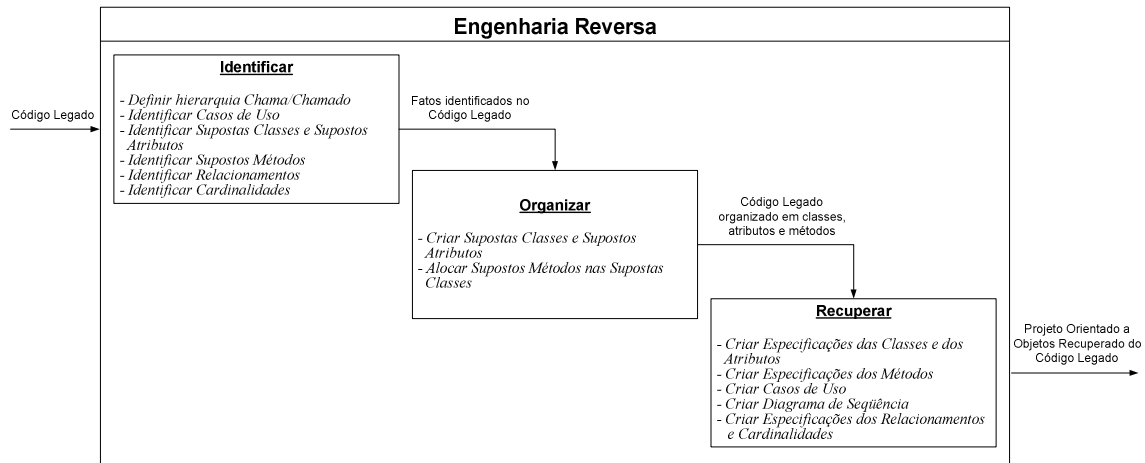 Engenharia Reversa
Código Legado
Identificar
- Definir hierarquia Chama/Chamado
- Identificar Casos de Uso
- Identificar Supostas Classes e Supostos
Atributos
- Identificar Supostos Métodos
- Identificar Relacionamentos
- Identificar Cardinalidades
Fatos identificados no
Código Legado
Organizar
- Criar Supostas Classes e Supostos
Atributos
- Alocar Supostos Métodos nas Supostas
Classes
Código Legado
organizado em classes,
atributos e métodos
Recuperar
- Criar Especificações das Classes e dos
Atributos
- Criar Especificações dos Métodos
- Criar Casos de Uso
- Criar Diagrama de Seqüência
- Criar Especificações dos Relacionamentos
e Cardinalidades
Projeto Orientado a
Objetos Recuperado do
Código Legado